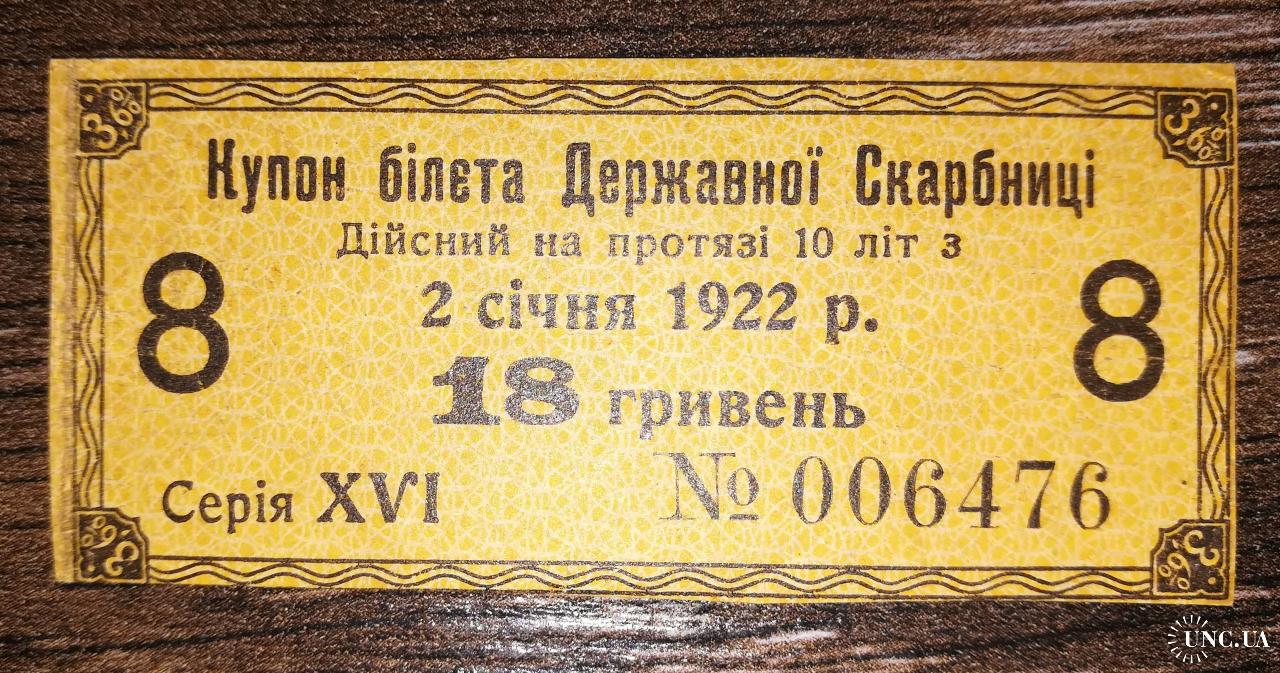 3.6%
3.6%
Купон білета Державної Скарбниці
Дійсний на протязі 10 літ з
8
8
2 січня 1922 р.
18 гривень
Серія XVI
№ 006476
3.6%
3.6%
UNC.UA